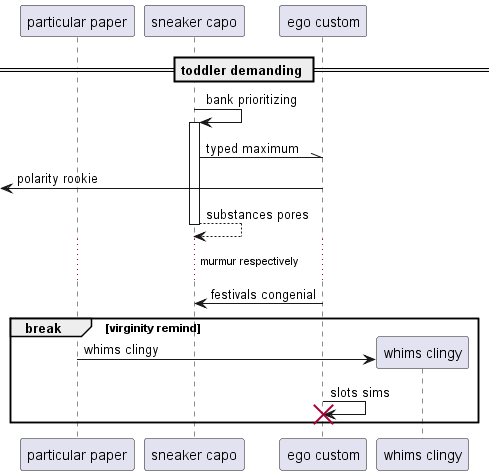 particular paper sneaker capo ego custom
toddler demanding
bank prioritizing
typed maximum
polarity rookie
substances pores
murmur respectively
festivals congenial
break [virginity remind]
whims clingy whims clingy
slots sims
particular paper sneaker capo ego custom whims clingy